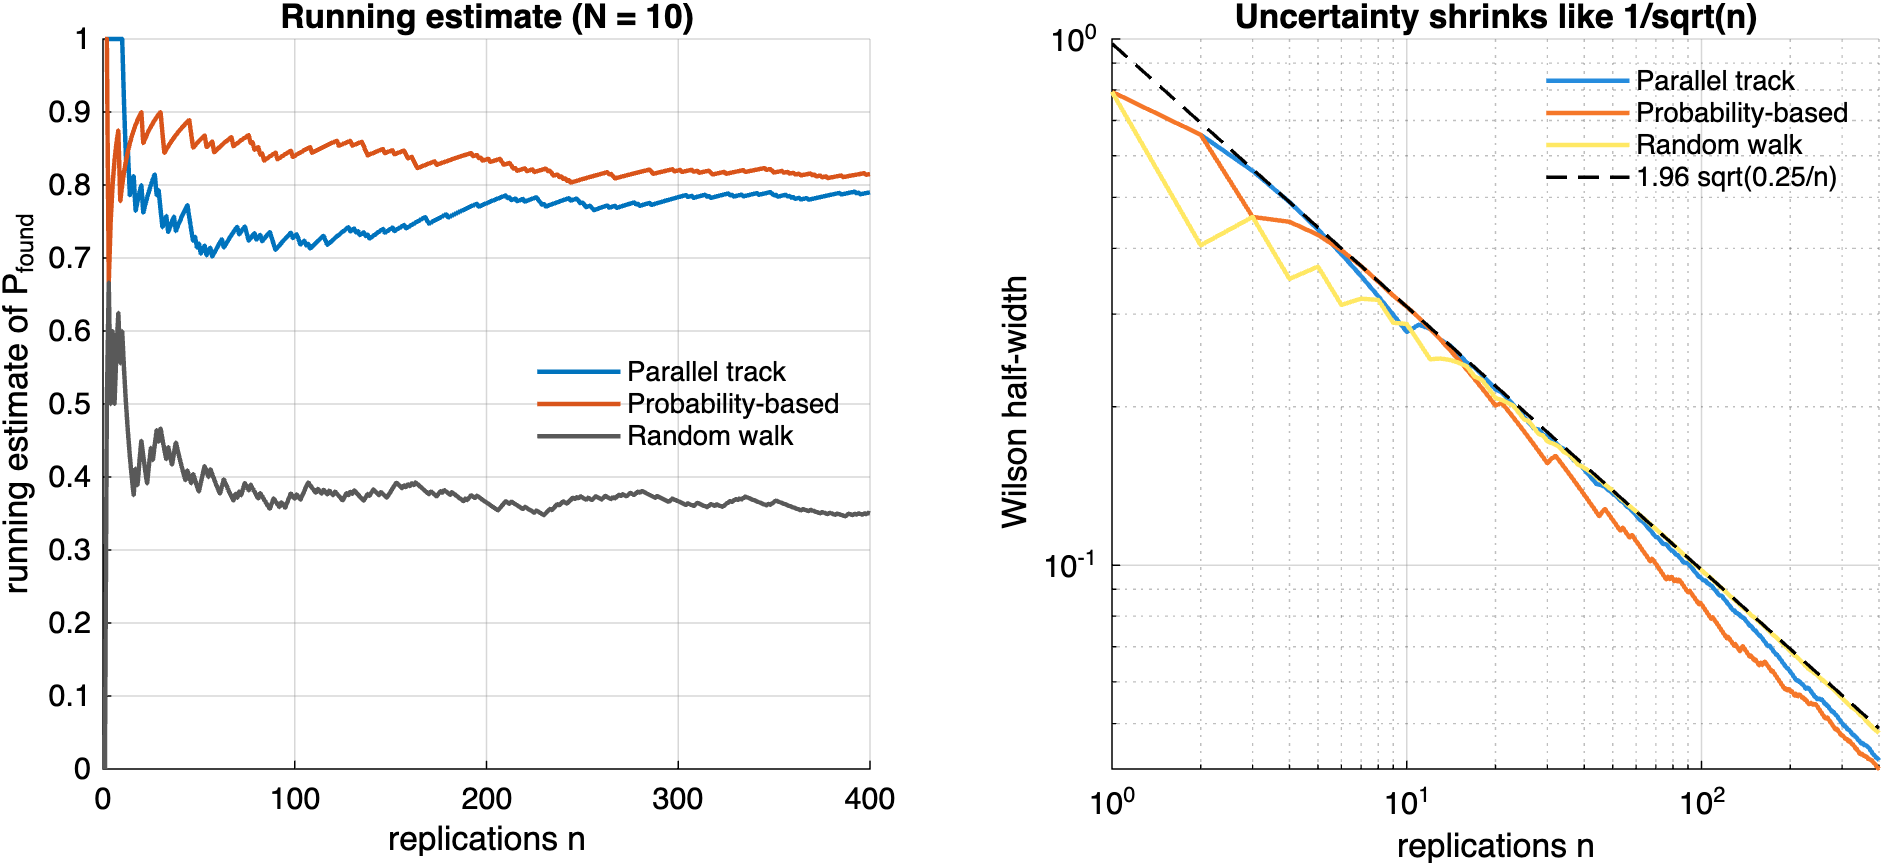 Running estimate (N = 10)
running estimate of P_found
1
0.9
0.8
0.7
0.6
0.5
0.4
0.3
0.2
0.1
0
0 100 200 300 400
replications n
Parallel track
Probability-based
Random walk
Uncertainty shrinks like 1/sqrt(n)
Wilson half-width
10^0
10^-1
10^0 10^1 10^2
replications n
Parallel track
Probability-based
Random walk
1.96 sqrt(0.25/n)